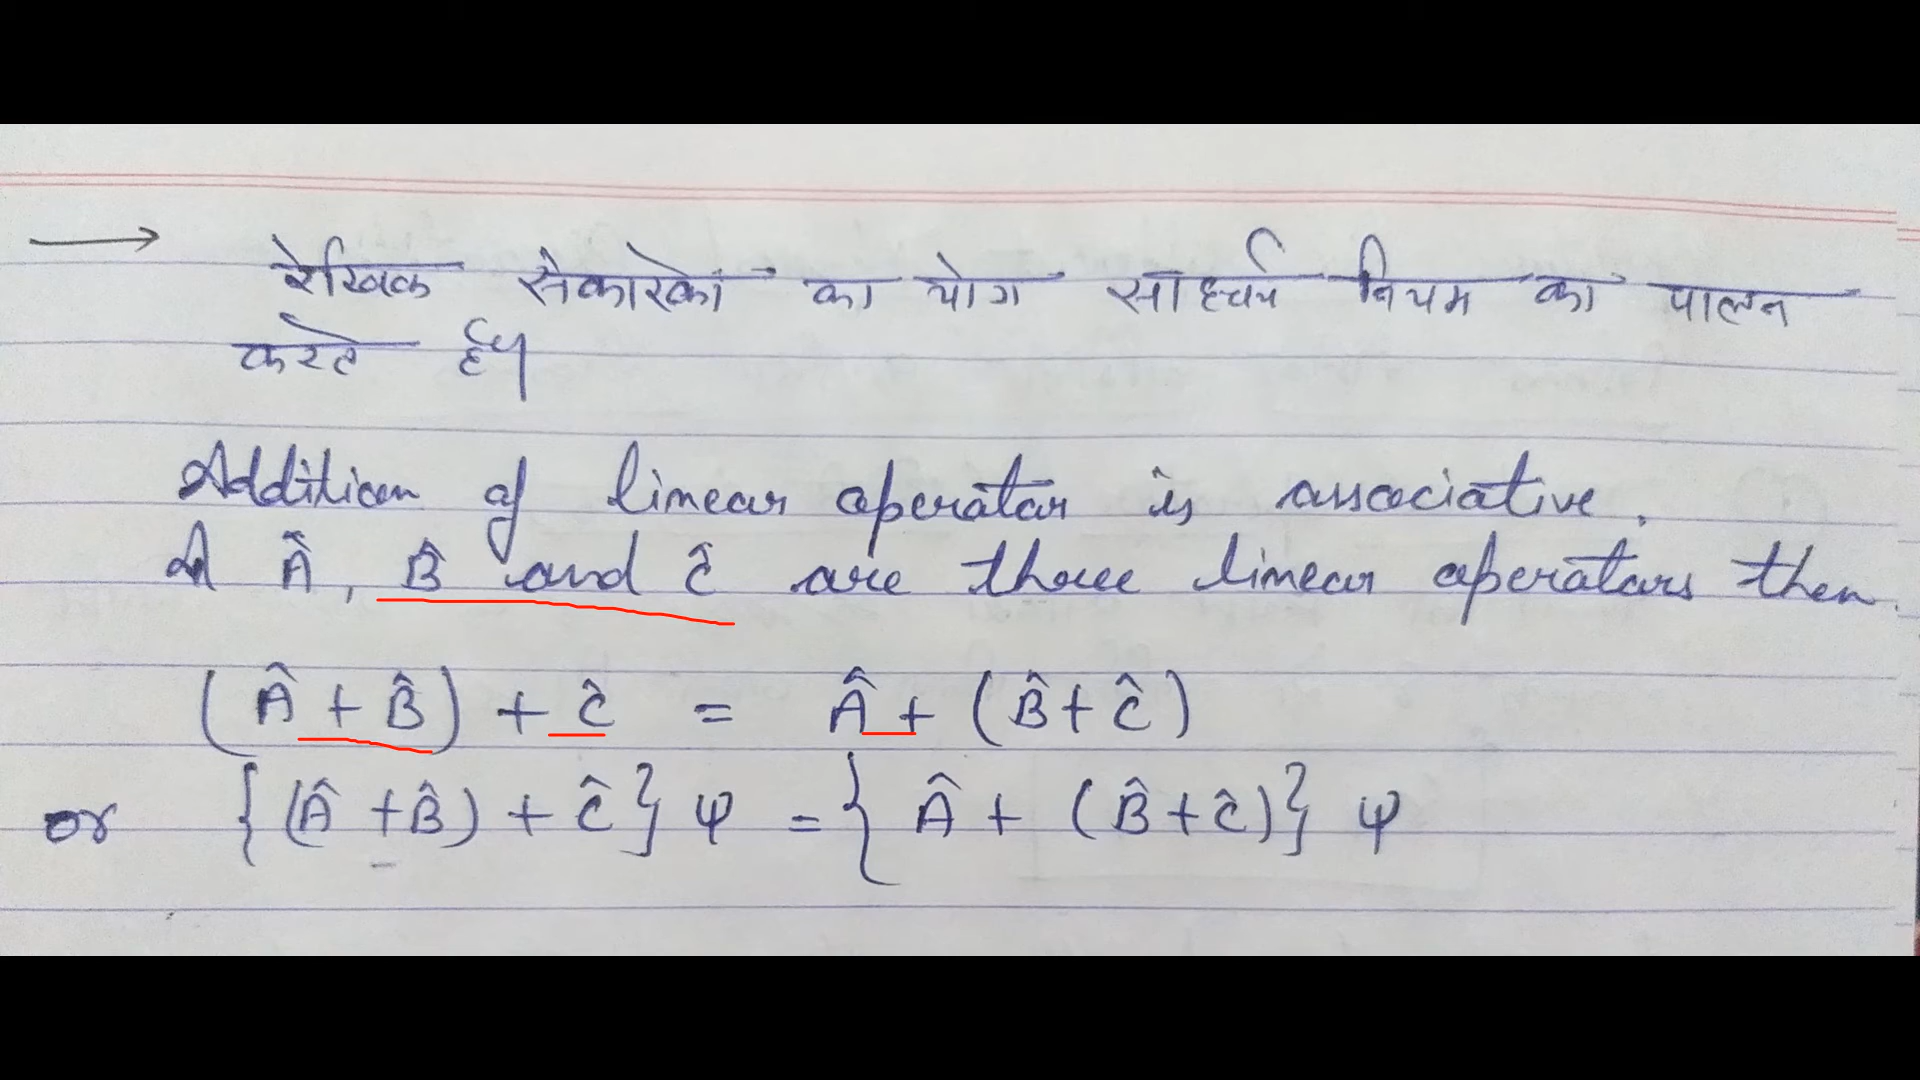 रेखिक संकारकों का योग साहचर्य नियम का पालन
करते हैं।
Addition of linear operator is associative.
If Â, B̂ and Ĉ are three linear operators then.
(Â + B̂) + Ĉ = Â + (B̂ + Ĉ)
or {(Â + B̂) + Ĉ} ψ = {Â + (B̂ + Ĉ)} ψ